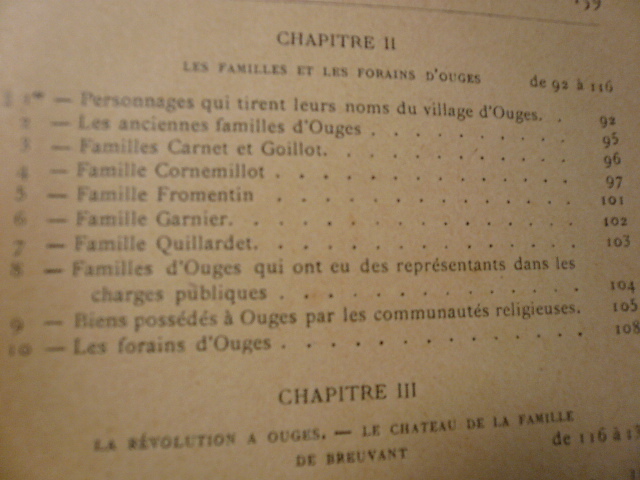 159
CHAPITRE II
LES FAMILLES ET LES FORAINS D'OUGES de 92 à 116
§ 1er — Personnages qui tirent leurs noms du village d'Ouges. . 92
2 — Les anciennes familles d'Ouges . . . . . . . . . 95
3 — Familles Carnet et Goillot. . . . . . . . . . . 96
4 — Famille Cornemillot . . . . . . . . . . . . . 97
5 — Famille Fromentin . . . . . . . . . . . . . 101
6 — Famille Garnier. . . . . . . . . . . . . . . 102
7 — Famille Quillardet. . . . . . . . . . . . . . 103
8 — Familles d'Ouges qui ont eu des représentants dans les
charges publiques . . . . . . . . . . . . . 104
9 — Biens possédés à Ouges par les communautés religieuses. 105
10 — Les forains d'Ouges . . . . . . . . . . . . . 108
CHAPITRE III
LA RÉVOLUTION A OUGES. — LE CHATEAU DE LA FAMILLE
DE BREUVANT de 116 à